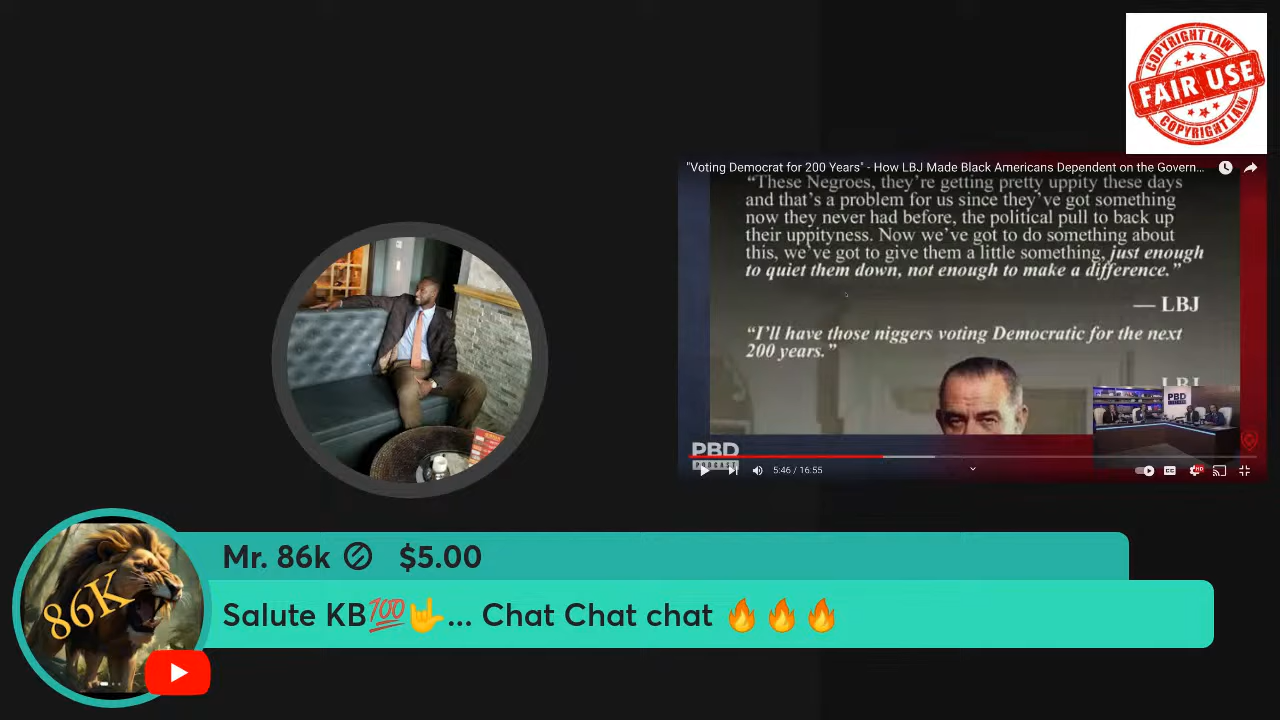 COPYRIGHT LAW
FAIR USE
COPYRIGHT LAW
"Voting Democrat for 200 Years" - How LBJ Made Black Americans Dependent on the Govern...
“These Negroes, they’re getting pretty uppity these days
and that’s a problem for us since they’ve got something
now they never had before, the political pull to back up
their uppityness. Now we’ve got to do something about
this, we’ve got to give them a little something, just enough
to quiet them down, not enough to make a difference.”
— LBJ
“I’ll have those niggers voting Democratic for the next
200 years.”
LBJ
PBD
PBD
PODCAST
5:46 / 16:55
CC
HD
86K
Mr. 86k $5.00
Salute KB💯🤟... Chat Chat chat 🔥🔥🔥